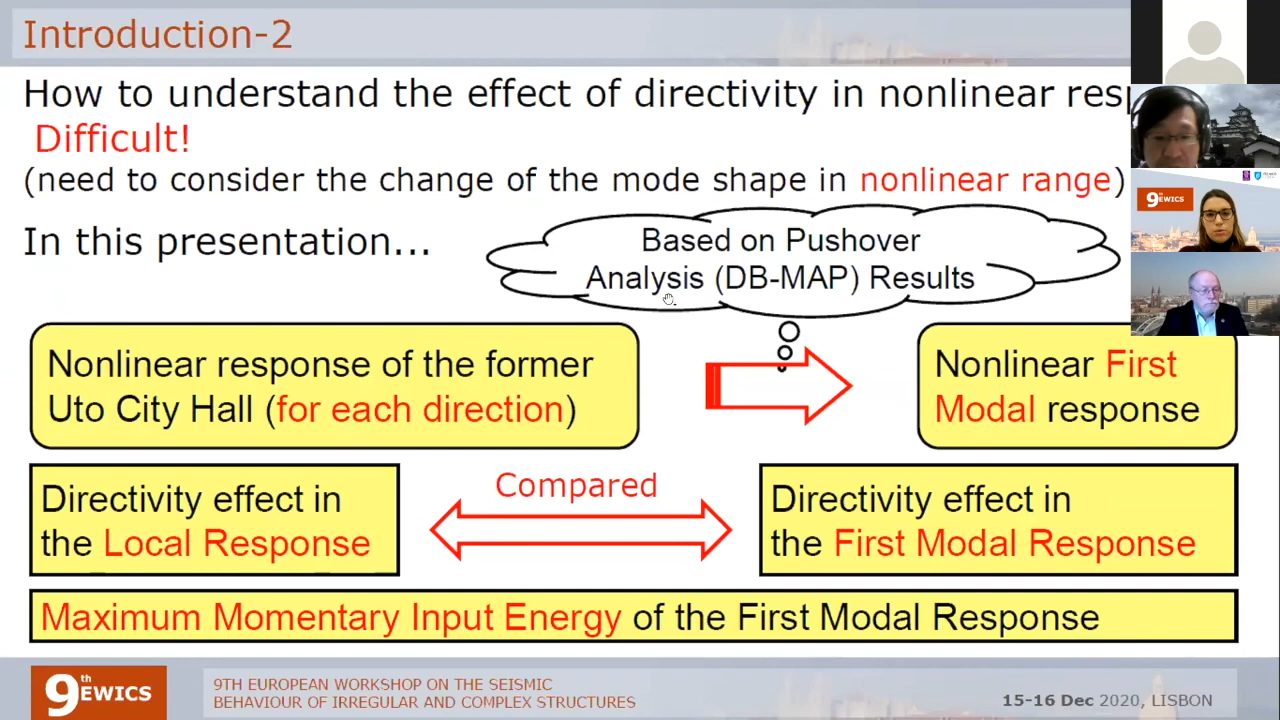 Introduction-2
How to understand the effect of directivity in nonlinear
Difficult!
(need to consider the change of the mode shape in nonlinear range)
In this presentation...
Based on Pushover
Analysis (DB-MAP) Results
Nonlinear response of the former
Uto City Hall (for each direction)
Nonlinear First
Modal response
Directivity effect in
the Local Response
Compared
Directivity effect in
the First Modal Response
Maximum Momentary Input Energy of the First Modal Response
9th EWICS
9TH EUROPEAN WORKSHOP ON THE SEISMIC
BEHAVIOUR OF IRREGULAR AND COMPLEX STRUCTURES
15-16 Dec 2020, LISBON
9th EWICS